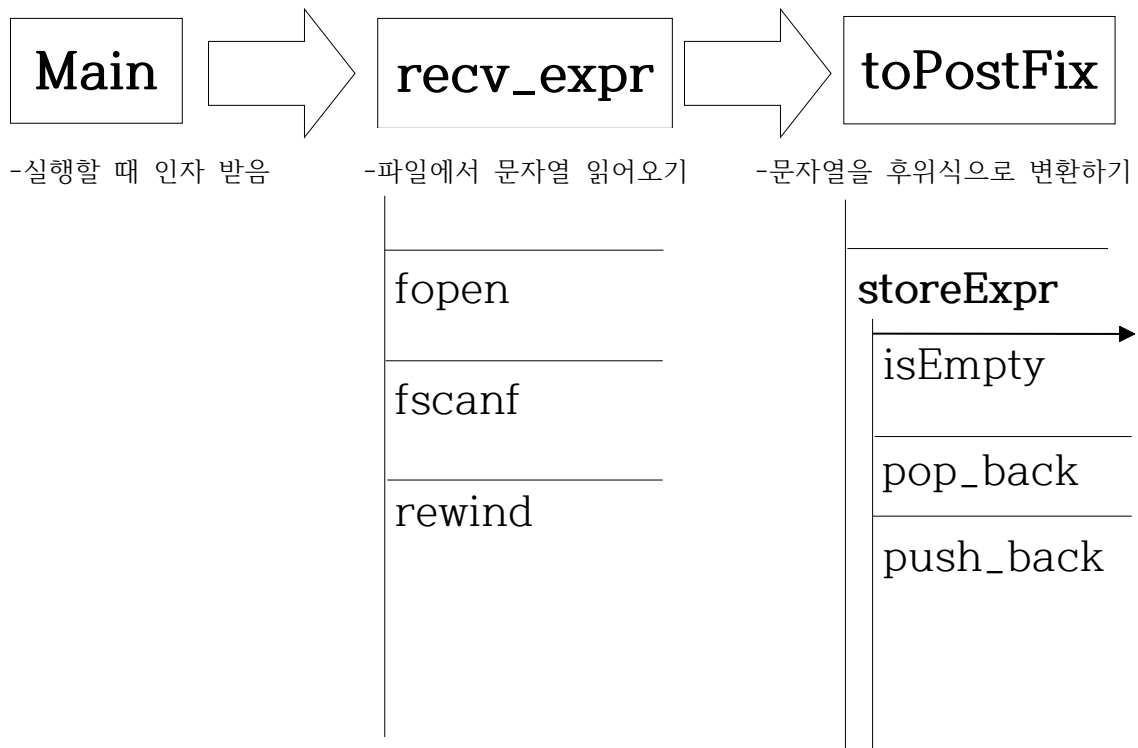 Main
recv_expr
toPostFix
-실행할 때 인자 받음
-파일에서 문자열 읽어오기
-문자열을 후위식으로 변환하기
fopen
fscanf
rewind
storeExpr
isEmpty
pop_back
push_back